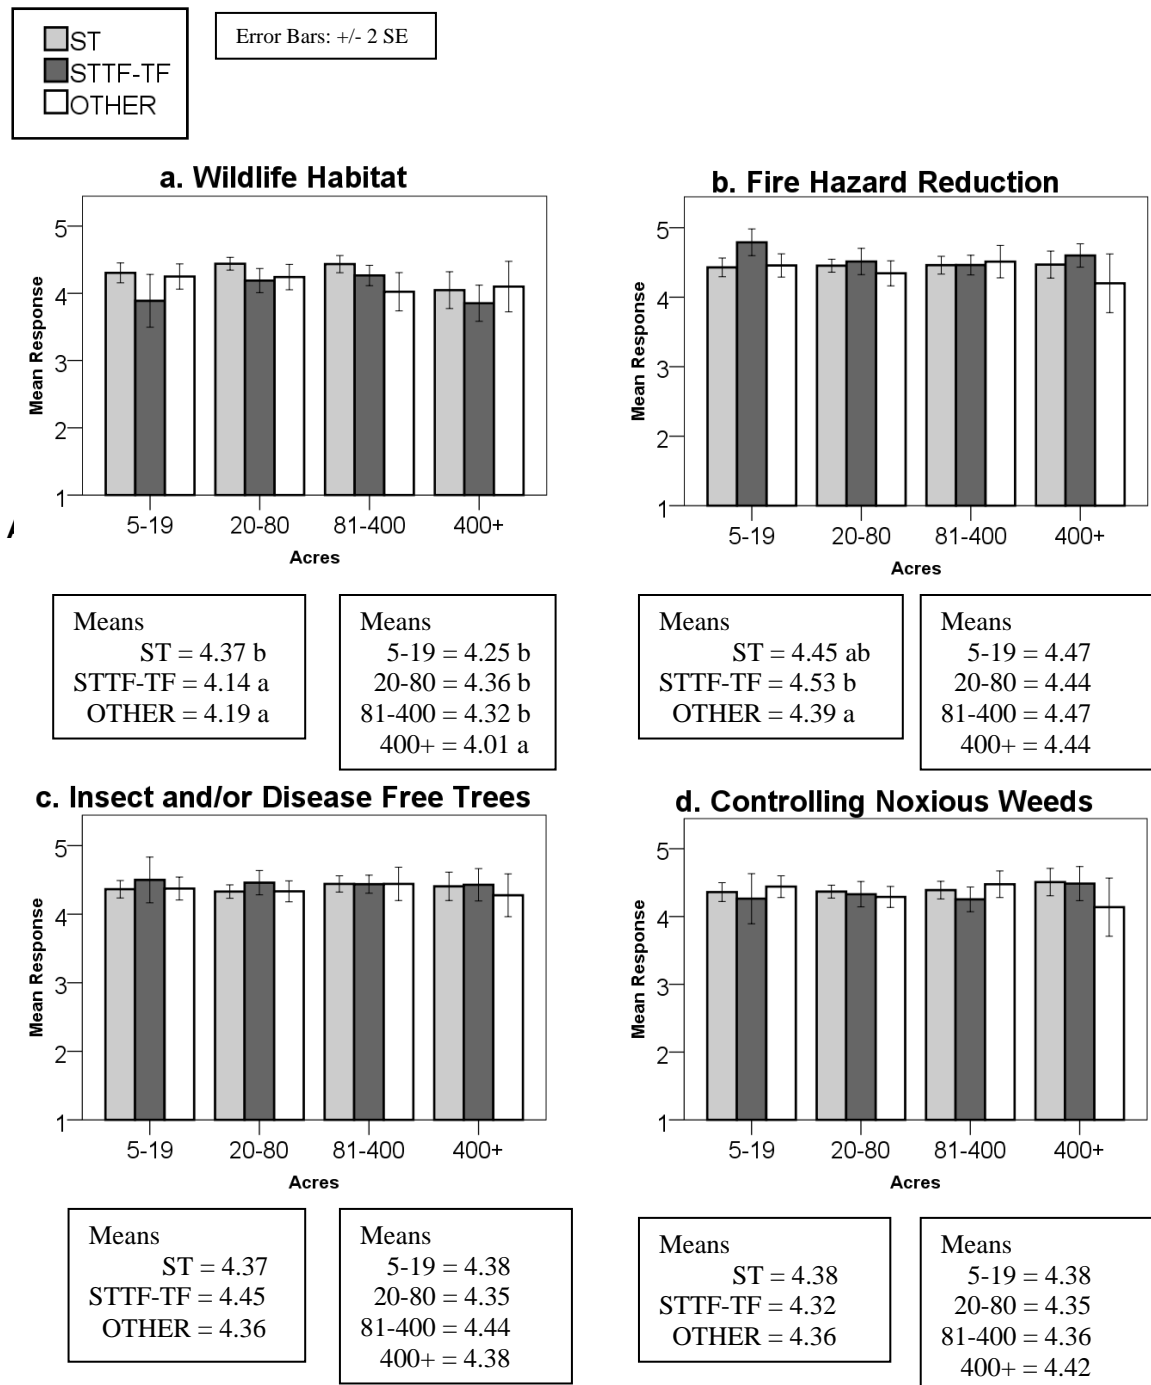 ST
STTF-TF
OTHER
Error Bars: +/- 2 SE
a. Wildlife Habitat
Mean Response
5
4
3
2
1
5-19 20-80 81-400 400+
Acres
Means
ST = 4.37 b
STTF-TF = 4.14 a
OTHER = 4.19 a
Means
5-19 = 4.25 b
20-80 = 4.36 b
81-400 = 4.32 b
400+ = 4.01 a
b. Fire Hazard Reduction
Mean Response
5
4
3
2
1
5-19 20-80 81-400 400+
Acres
Means
ST = 4.45 ab
STTF-TF = 4.53 b
OTHER = 4.39 a
Means
5-19 = 4.47
20-80 = 4.44
81-400 = 4.47
400+ = 4.44
c. Insect and/or Disease Free Trees
Mean Response
5
4
3
2
1
5-19 20-80 81-400 400+
Acres
Means
ST = 4.37
STTF-TF = 4.45
OTHER = 4.36
Means
5-19 = 4.38
20-80 = 4.35
81-400 = 4.44
400+ = 4.38
d. Controlling Noxious Weeds
Mean Response
5
4
3
2
1
5-19 20-80 81-400 400+
Acres
Means
ST = 4.38
STTF-TF = 4.32
OTHER = 4.36
Means
5-19 = 4.38
20-80 = 4.35
81-400 = 4.36
400+ = 4.42